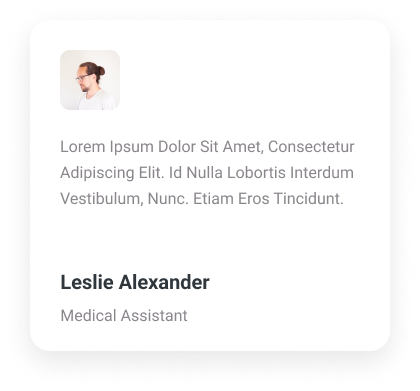 Lorem Ipsum Dolor Sit Amet, Consectetur
Adipiscing Elit. Id Nulla Lobortis Interdum
Vestibulum, Nunc. Etiam Eros Tincidunt.
Leslie Alexander
Medical Assistant